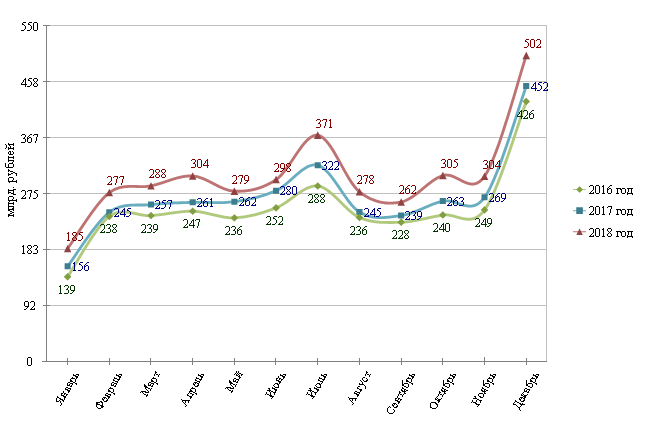 550
502
458
452
426
млрд. рублей
371
367
322
304
305
304
288
298
277
279
278
288
262
275
280
257
261
262
263
269
245
252
245
239
238
239
247
236
236
228
240
249
185
183
156
139
92
0
2016 год
2017 год
2018 год
Январь
Февраль
Март
Апрель
Май
Июнь
Июль
Август
Сентябрь
Октябрь
Ноябрь
Декабрь